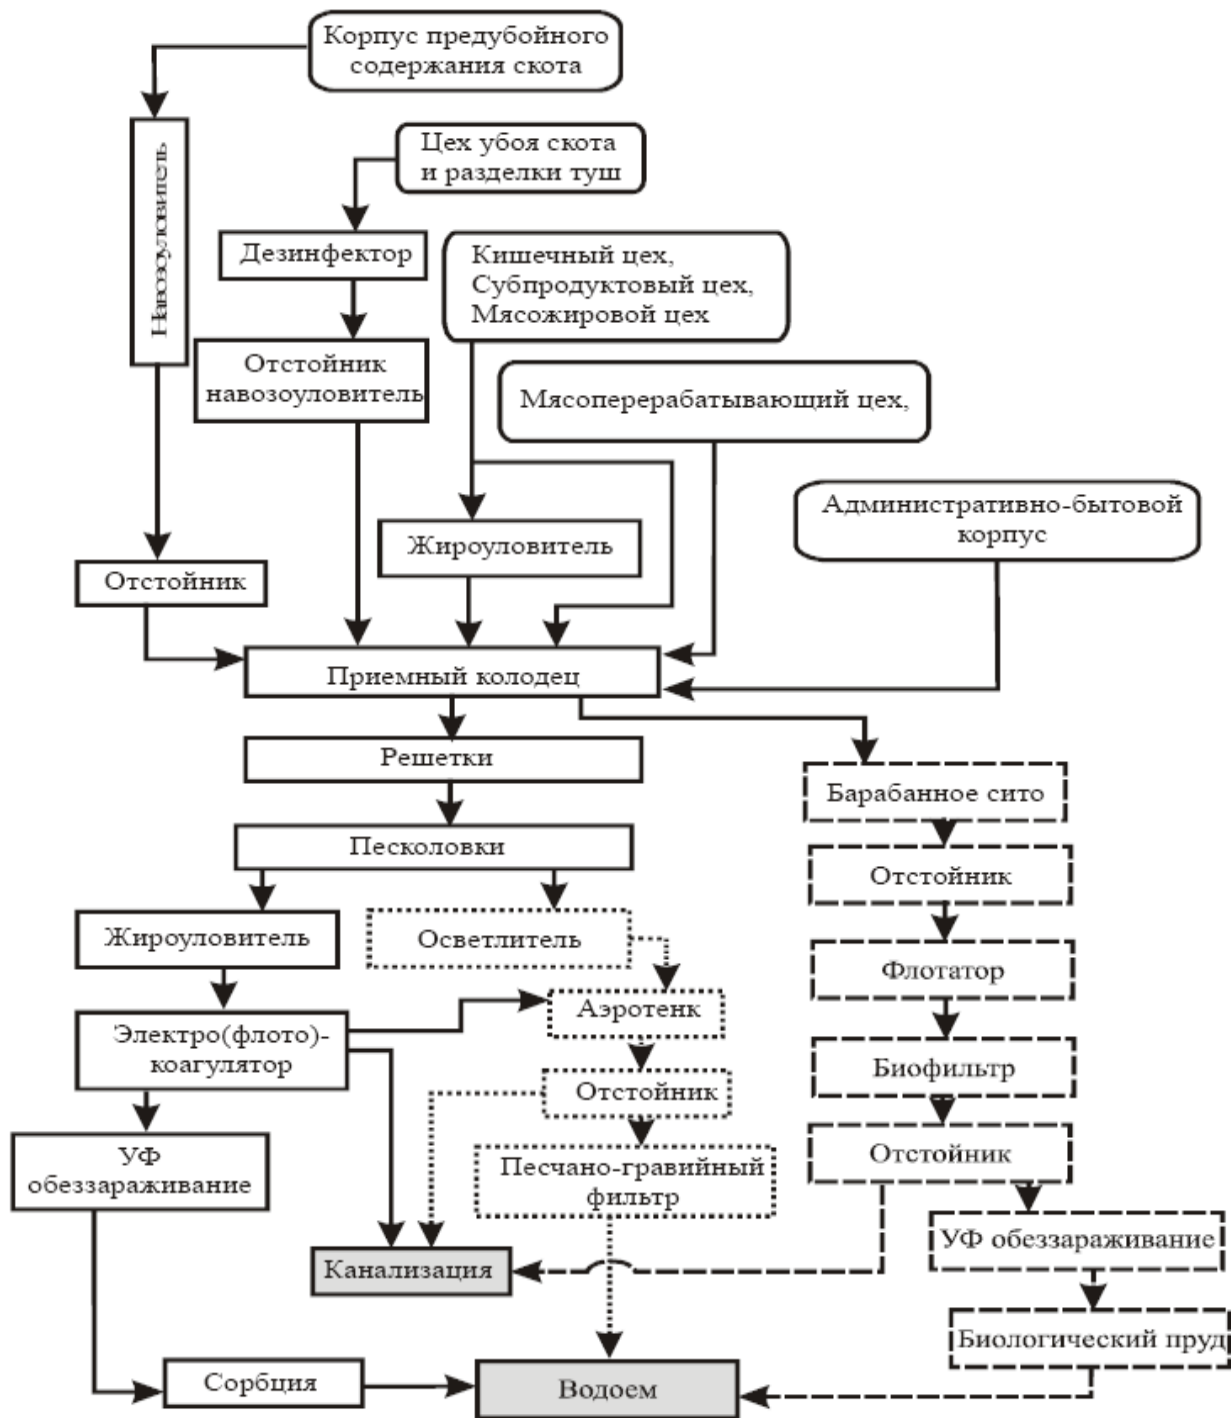 Корпус предубойного
содержания скота
Навозоуловитель
Цех убоя скота
и разделки туш
Дезинфектор
Кишечный цех,
Субпродуктовый цех,
Мясожировой цех
Отстойник
навозоуловитель
Мясоперерабатывающий цех,
Административно-бытовой
корпус
Жироуловитель
Отстойник
Приемный колодец
Решетки
Барабанное сито
Песколовки
Отстойник
Жироуловитель
Осветлитель
Флотатор
Аэротенк
Электро(флото)-
коагулятор
Биофильтр
Отстойник
Отстойник
УФ
обеззараживание
Песчано-гравийный
фильтр
УФ обеззараживание
Канализация
Биологический пруд
Сорбция
Водоем